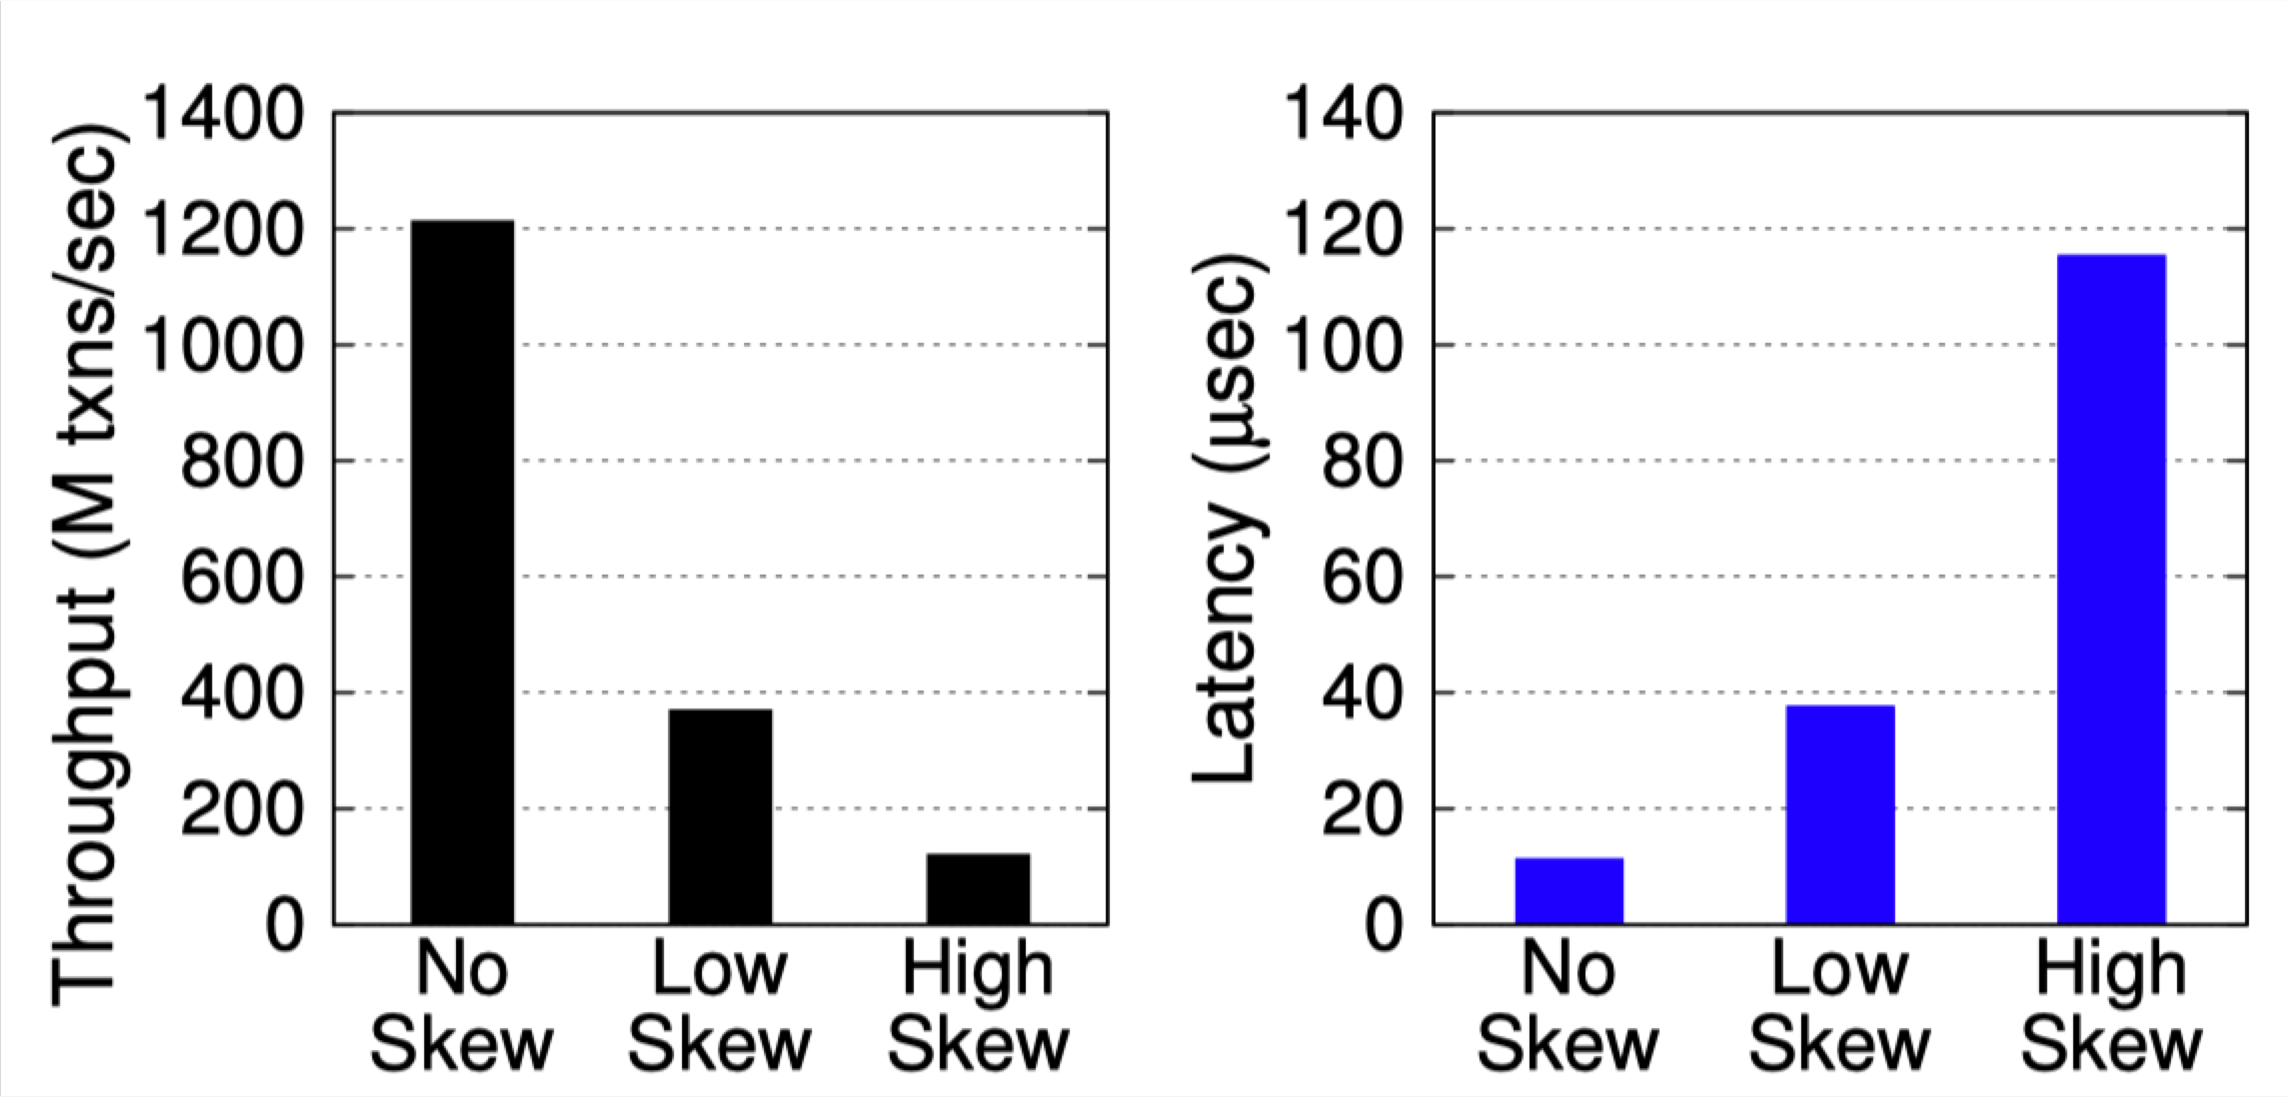 Throughput (M txns/sec)
1400
1200
1000
800
600
400
200
0
No Skew
Low Skew
High Skew
Latency (μsec)
140
120
100
80
60
40
20
0
No Skew
Low Skew
High Skew